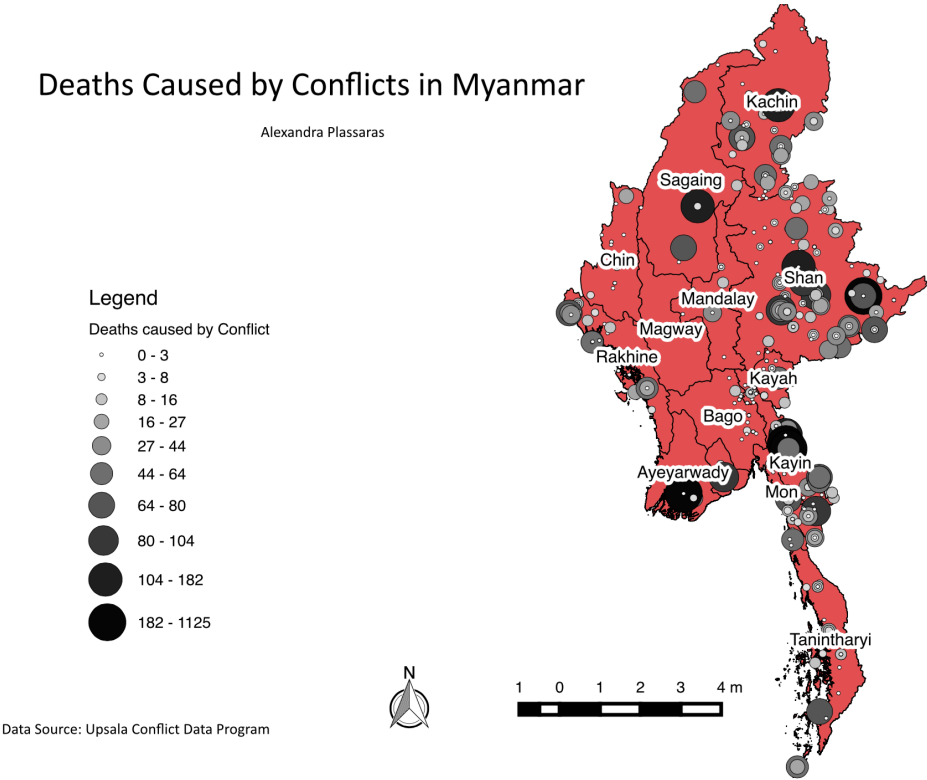 Deaths Caused by Conflicts in Myanmar
Alexandra Plassaras
Kachin
Sagaing
Chin
Shan
Mandalay
Magway
Rakhine
Kayah
Bago
Kayin
Ayeyarwady
Mon
Tanintharyi
Legend
Deaths caused by Conflict
0 - 3
3 - 8
8 - 16
16 - 27
27 - 44
44 - 64
64 - 80
80 - 104
104 - 182
182 - 1125
N
1 0 1 2 3 4 m
Data Source: Upsala Conflict Data Program